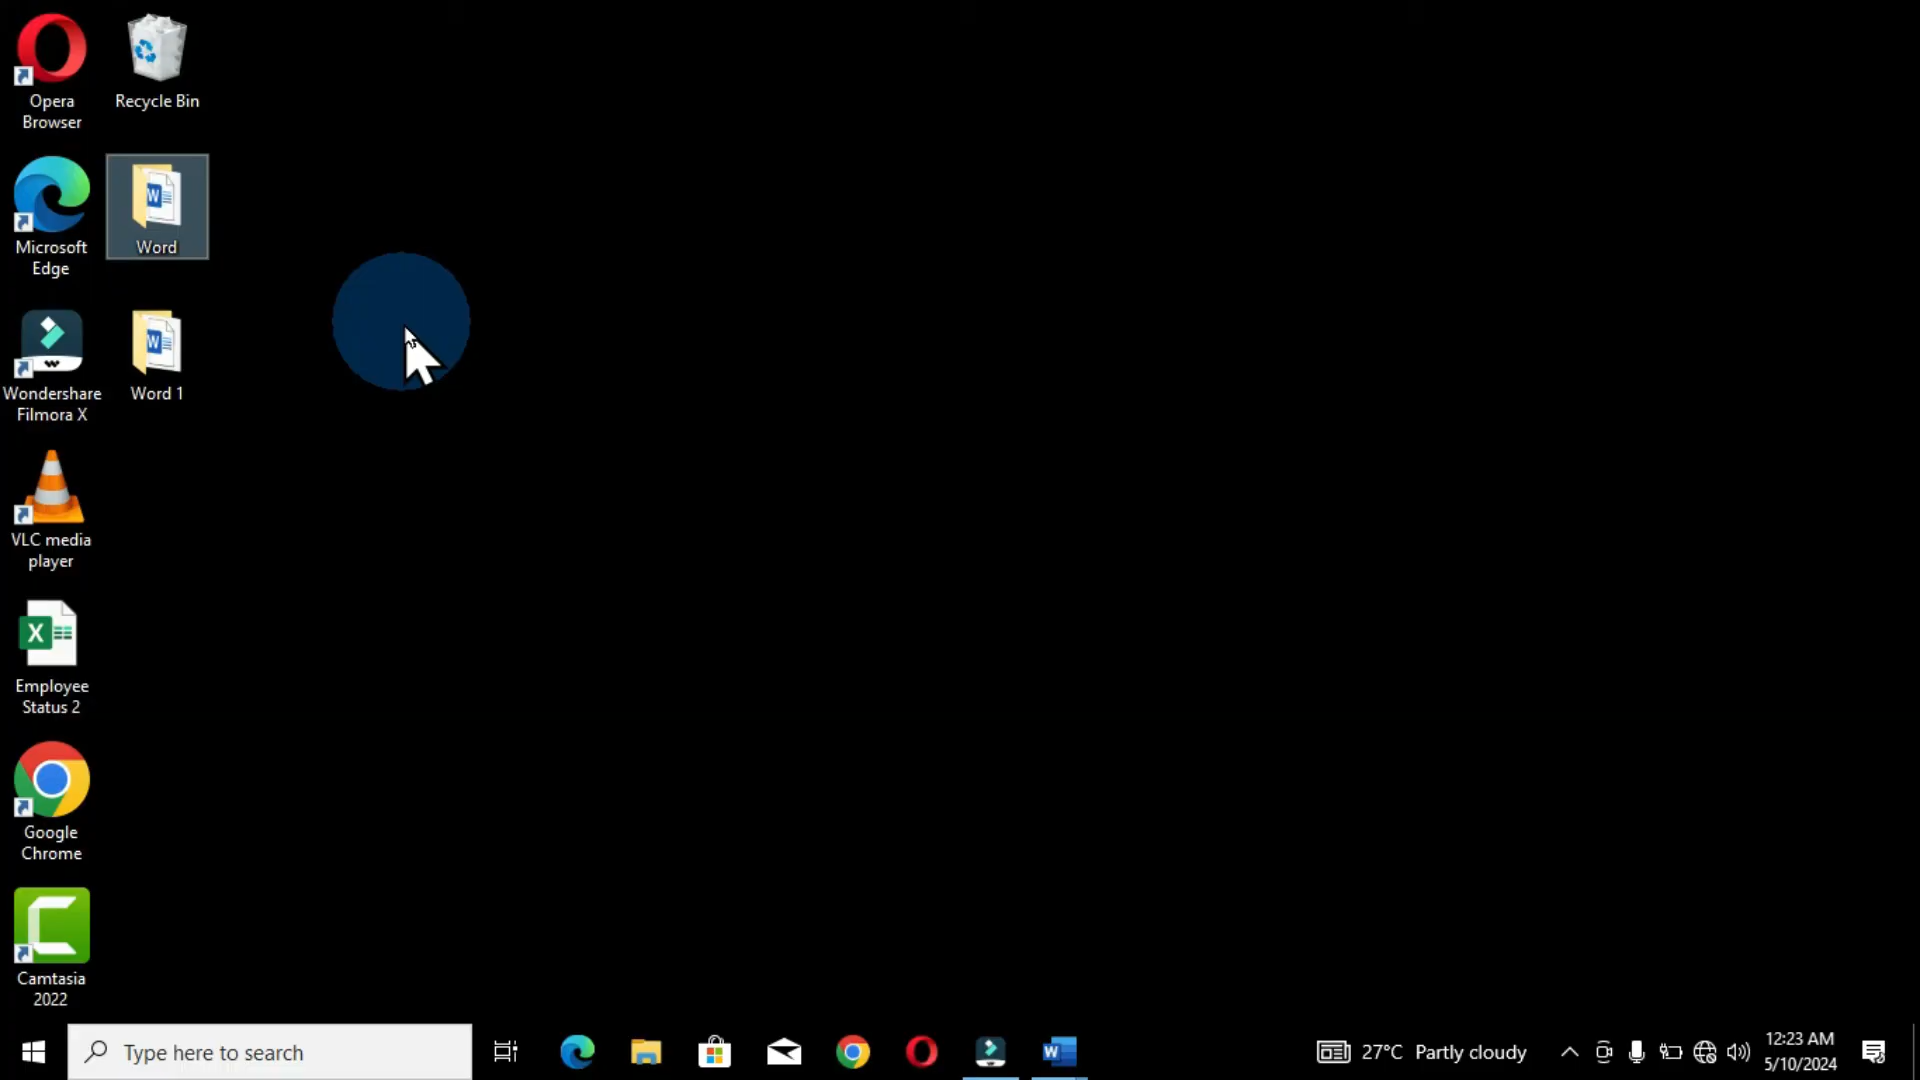 Opera
Browser
Recycle Bin
Microsoft
Edge
Word
Wondershare
Filmora X
Word 1
VLC media
player
Employee
Status 2
Google
Chrome
Camtasia
2022
Type here to search
27°C Partly cloudy
12:23 AM
5/10/2024